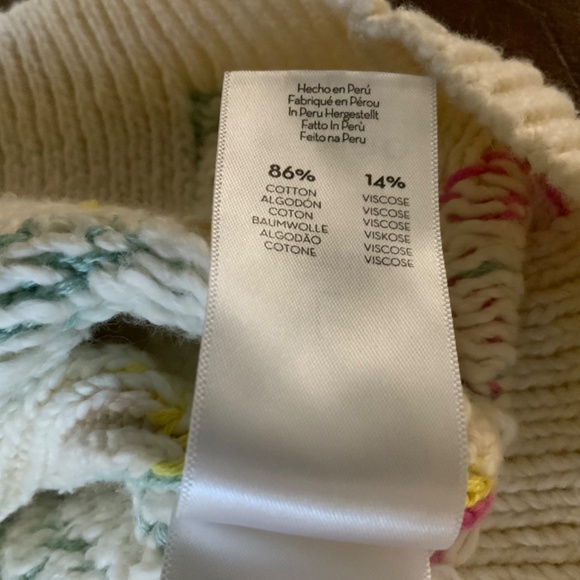 Hecho en Perú
Fabriqué en Pérou
In Peru Hergestellt
Fatto In Perù
Feito na Peru
86%
COTTON
ALGODÓN
COTON
BAUMWOLLE
ALGODÃO
COTONE
14%
VISCOSE
VISCOSE
VISCOSE
VISKOSE
VISCOSE
VISCOSE